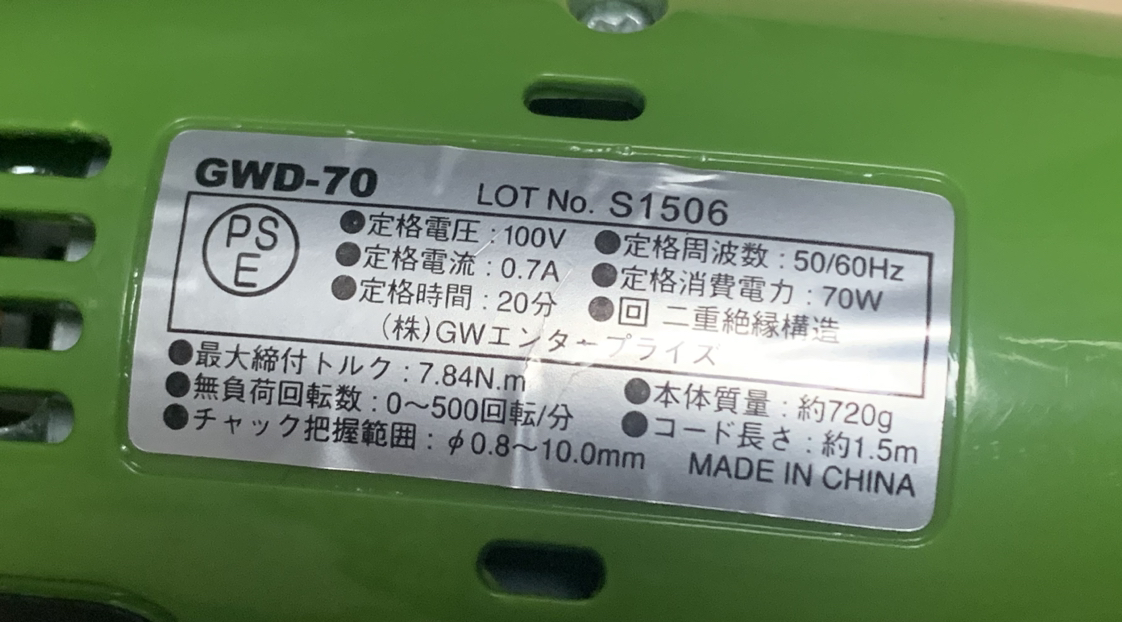 GWD-70 LOT No. S1506
PS
E
●定格電圧：100V ●定格周波数：50/60Hz
●定格電流：0.7A ●定格消費電力：70W
●定格時間：20分 ●回 二重絶縁構造
(株)GWエンタープライズ
●最大締付トルク：7.84N.m ●本体質量：約720g
●無負荷回転数：0～500回転/分 ●コード長さ：約1.5m
●チャック把握範囲：φ0.8～10.0mm MADE IN CHINA